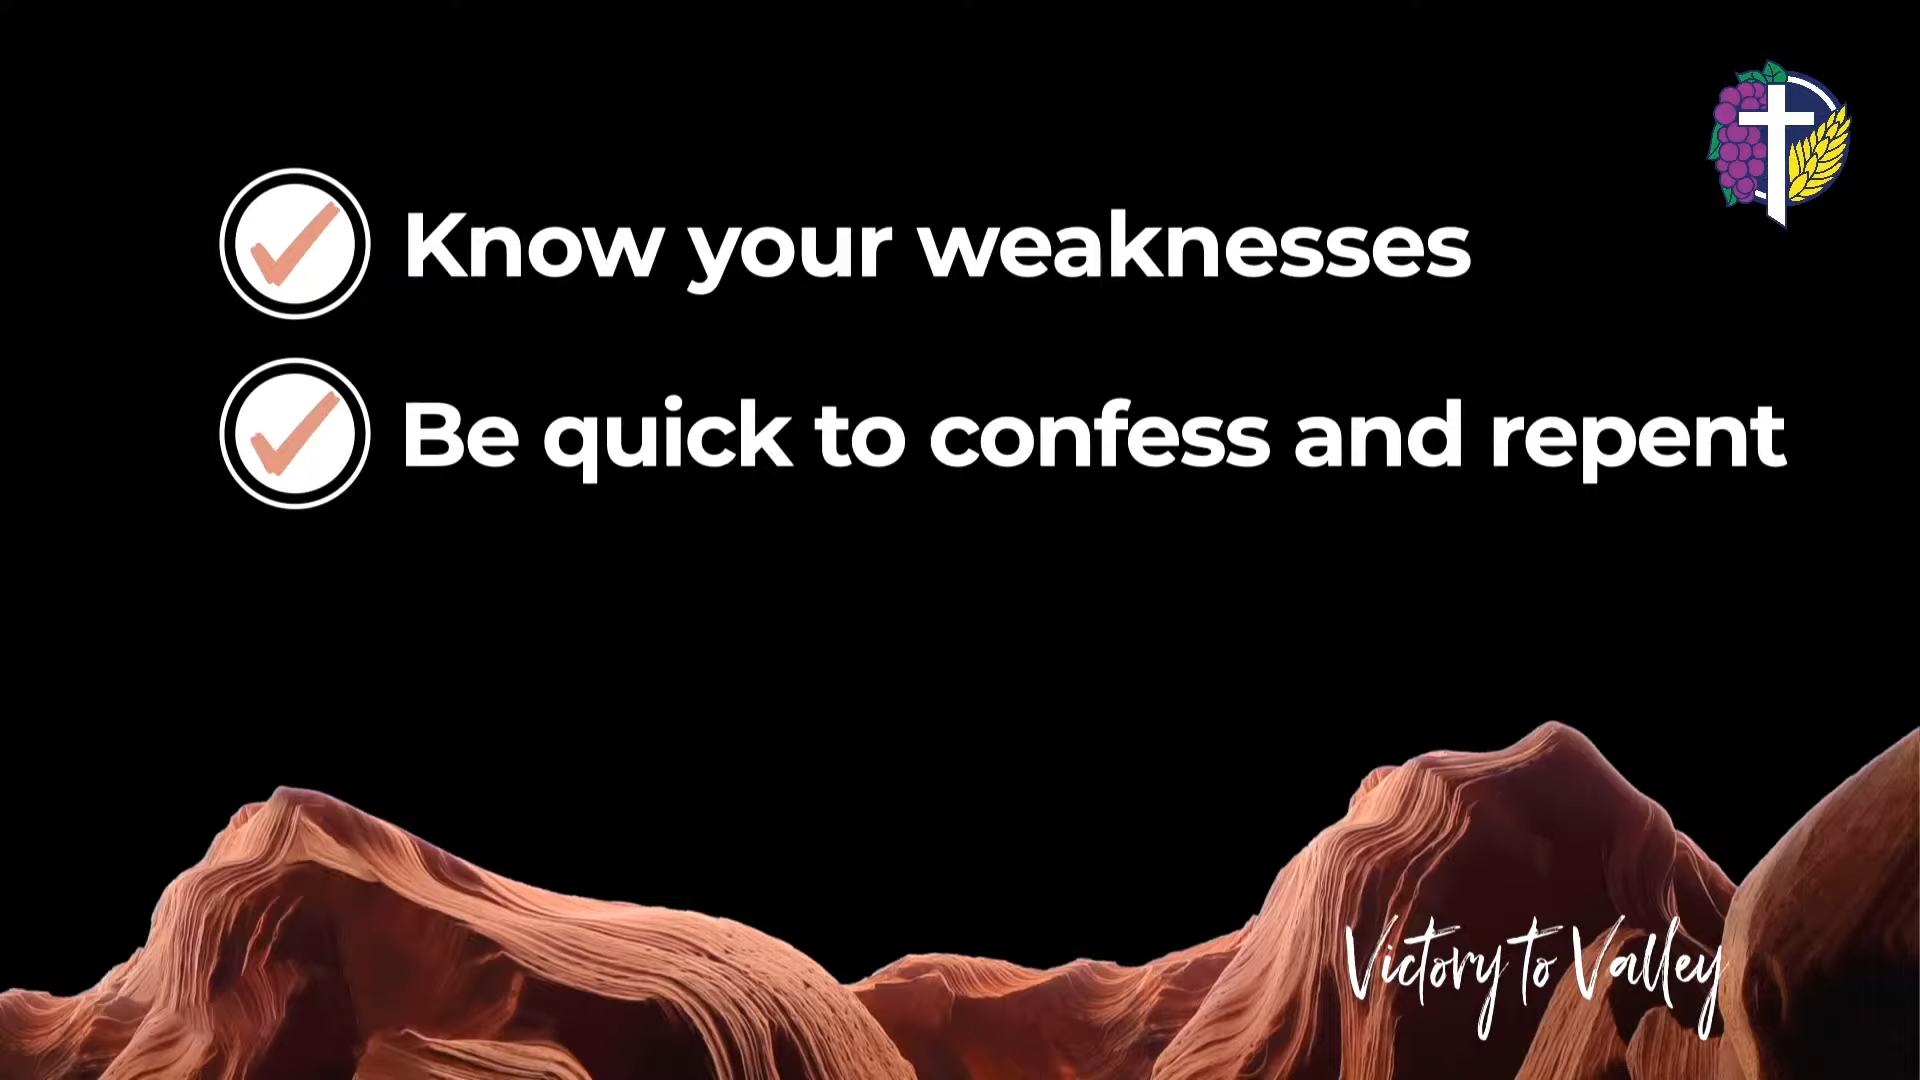 Know your weaknesses
Be quick to confess and repent
Victory to Valley